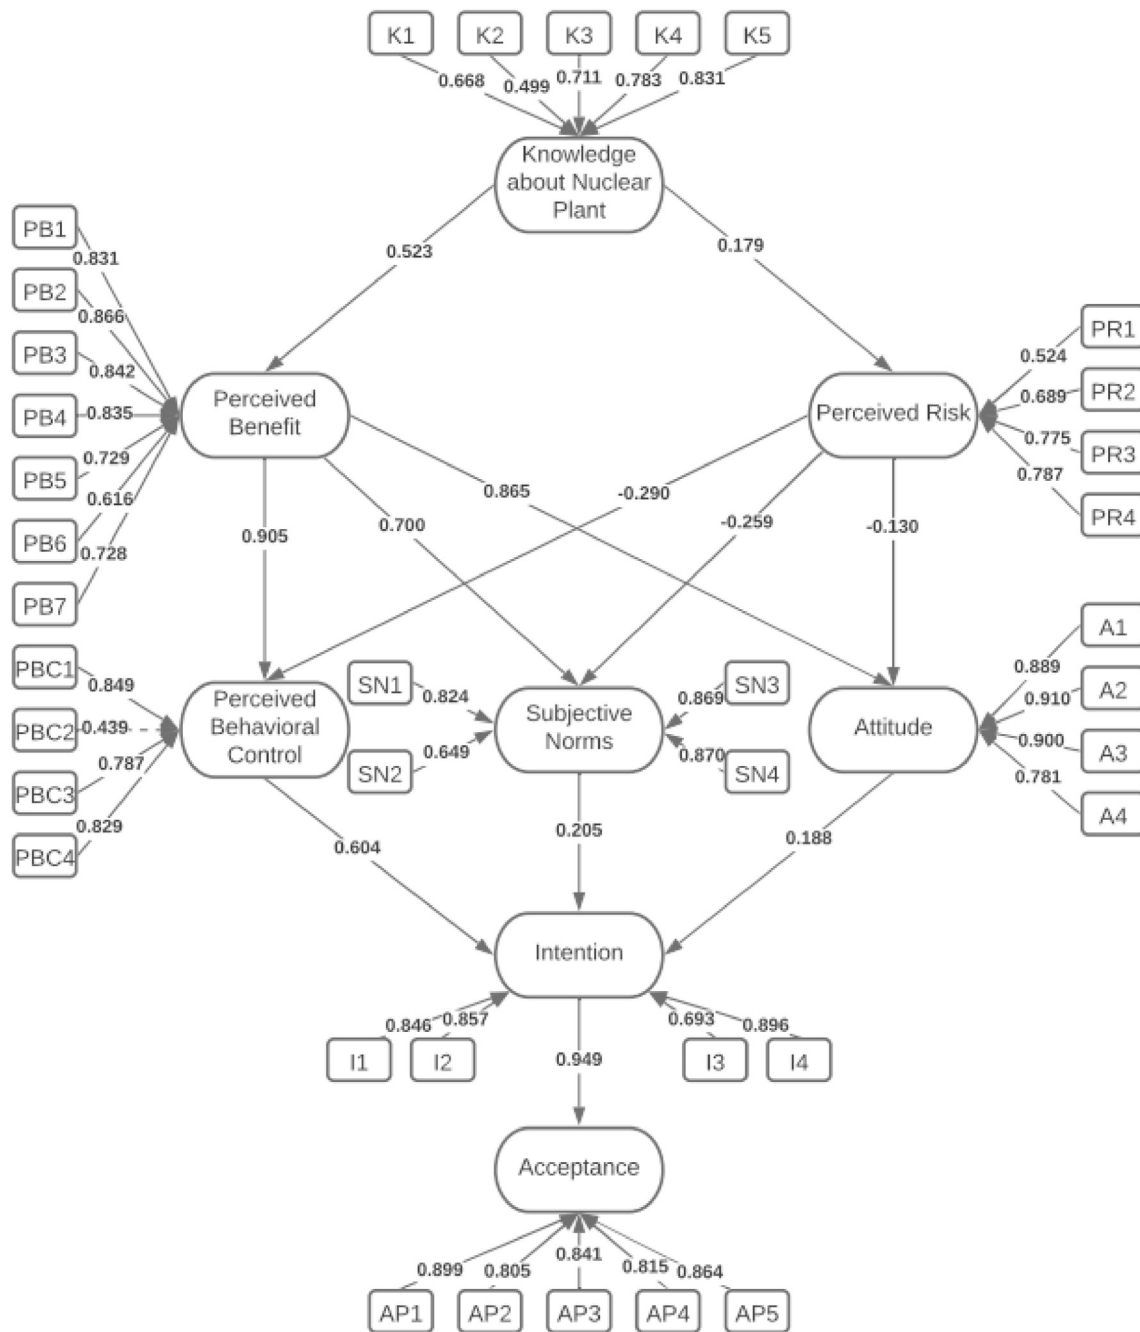 K1 K2 K3 K4 K5
0.668 0.499 0.711 0.783 0.831
Knowledge
about Nuclear
Plant
0.523 0.179
PB1
0.831
PB2
0.866
PB3
0.842
PB4
0.835
PB5
0.729
PB6
0.616
PB7
0.728
Perceived
Benefit
Perceived Risk
PR1
0.524
PR2
0.689
PR3
0.775
PR4
0.787
0.905
0.700
0.865
-0.290
-0.259
-0.130
PBC1
0.849
PBC2
0.439
PBC3
0.787
PBC4
0.829
Perceived
Behavioral
Control
SN1
0.824
SN2
0.649
Subjective
Norms
SN3
0.869
SN4
0.870
Attitude
A1
0.889
A2
0.910
A3
0.900
A4
0.781
0.604
0.205
0.188
Intention
0.846 0.857 0.693 0.896
I1 I2 I3 I4
0.949
Acceptance
0.899 0.805 0.841 0.815 0.864
AP1 AP2 AP3 AP4 AP5